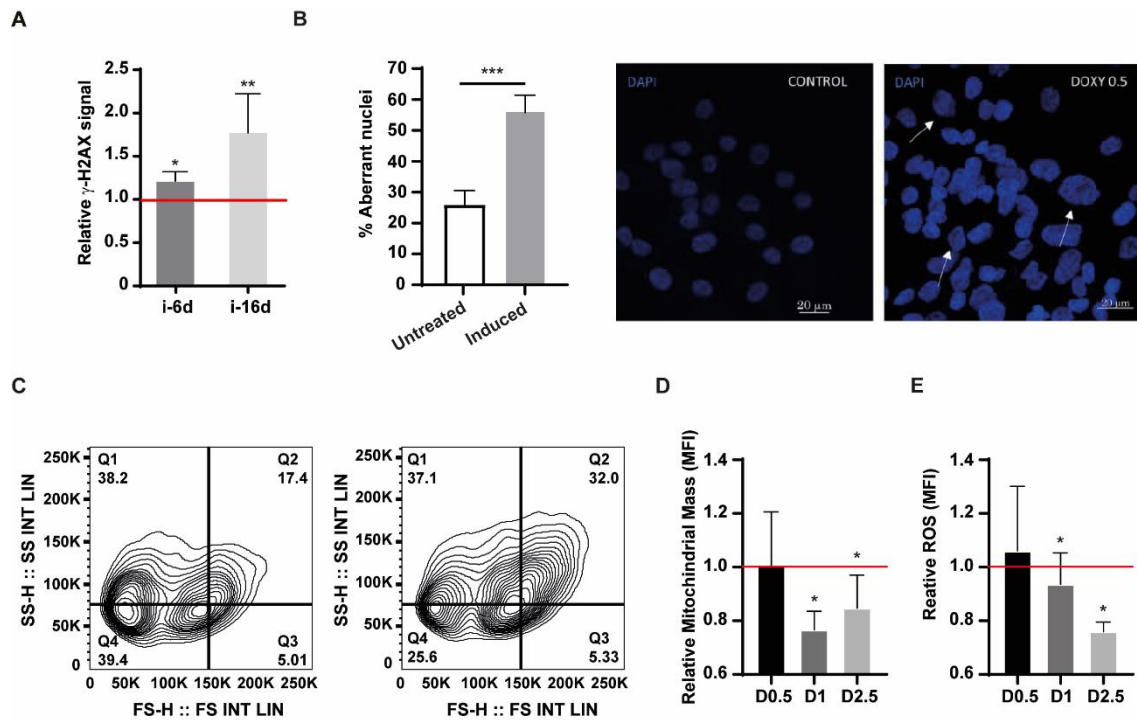 A
Relative γ-H2AX signal
2.5
2.0
1.5
1.0
0.5
0
*
**
i-6d
i-16d
B
% Aberrant nuclei
70
60
50
40
30
20
10
0
***
Untreated
Induced
DAPI
CONTROL
20 μm
DAPI
DOXY 0.5
20 μm
C
SS-H :: SS INT LIN
250K
200K
150K
100K
50K
0
Q1
38.2
Q2
17.4
Q4
39.4
Q3
5.01
0 50K 100K 150K 200K 250K
FS-H :: FS INT LIN
SS-H :: SS INT LIN
250K
200K
150K
100K
50K
0
Q1
37.1
Q2
32.0
Q4
25.6
Q3
5.33
0 50K 100K 150K 200K 250K
FS-H :: FS INT LIN
D
Relative Mitochindrial Mass (MFI)
1.4
1.2
1.0
0.8
0.6
*
*
D0.5 D1 D2.5
E
Reative ROS (MFI)
1.4
1.2
1.0
0.8
0.6
*
*
D0.5 D1 D2.5